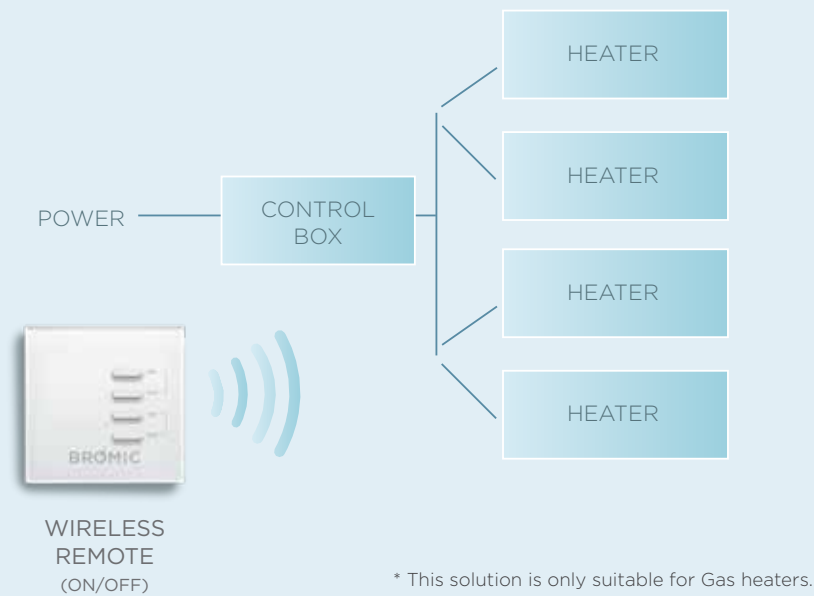 HEATER
HEATER
POWER
CONTROL
BOX
HEATER
HEATER
BROMIC
WIRELESS
REMOTE
(ON/OFF)
* This solution is only suitable for Gas heaters.